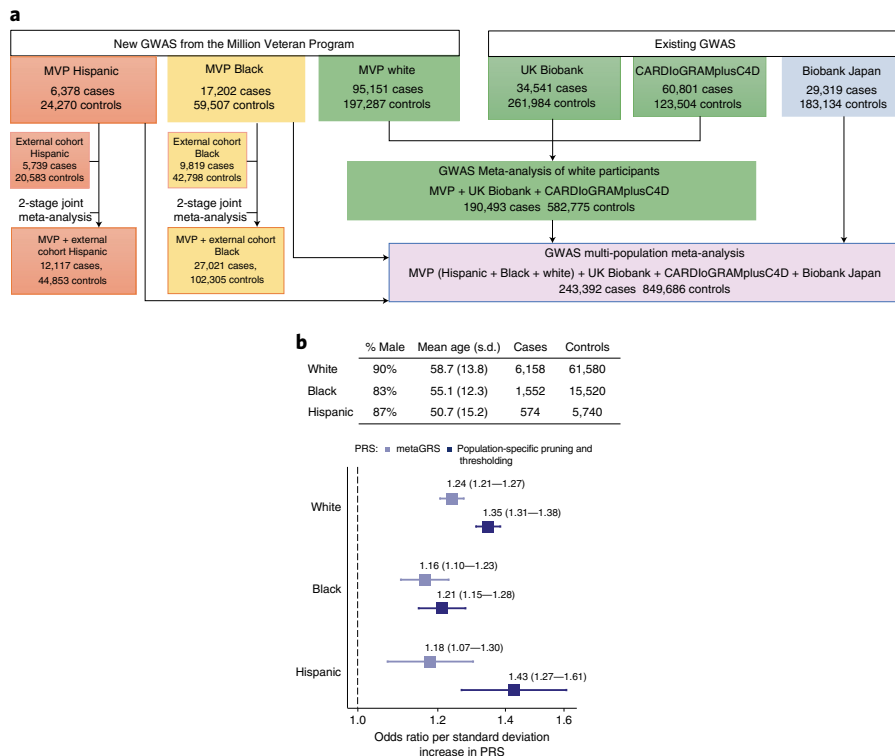 a
New GWAS from the Million Veteran Program
Existing GWAS
MVP Hispanic
6,378 cases
24,270 controls
MVP Black
17,202 cases
59,507 controls
MVP white
95,151 cases
197,287 controls
UK Biobank
34,541 cases
261,984 controls
CARDIoGRAMplusC4D
60,801 cases
123,504 controls
Biobank Japan
29,319 cases
183,134 controls
External cohort
Hispanic
5,739 cases
20,583 controls
External cohort
Black
9,819 cases
42,798 controls
GWAS Meta-analysis of white participants
MVP + UK Biobank + CARDIoGRAMplusC4D
190,493 cases 582,775 controls
2-stage joint
meta-analysis
2-stage joint
meta-analysis
MVP + external
cohort Hispanic
12,117 cases,
44,853 controls
MVP + external cohort
Black
27,021 cases,
102,305 controls
GWAS multi-population meta-analysis
MVP (Hispanic + Black + white) + UK Biobank + CARDIoGRAMplusC4D + Biobank Japan
243,392 cases 849,686 controls
b
% Male Mean age (s.d.) Cases Controls
White 90% 58.7 (13.8) 6,158 61,580
Black 83% 55.1 (12.3) 1,552 15,520
Hispanic 87% 50.7 (15.2) 574 5,740
PRS: metaGRS Population-specific pruning and
thresholding
1.24 (1.21—1.27)
White
1.35 (1.31—1.38)
1.16 (1.10—1.23)
Black
1.21 (1.15—1.28)
1.18 (1.07—1.30)
Hispanic
1.43 (1.27—1.61)
1.0 1.2 1.4 1.6
Odds ratio per standard deviation
increase in PRS